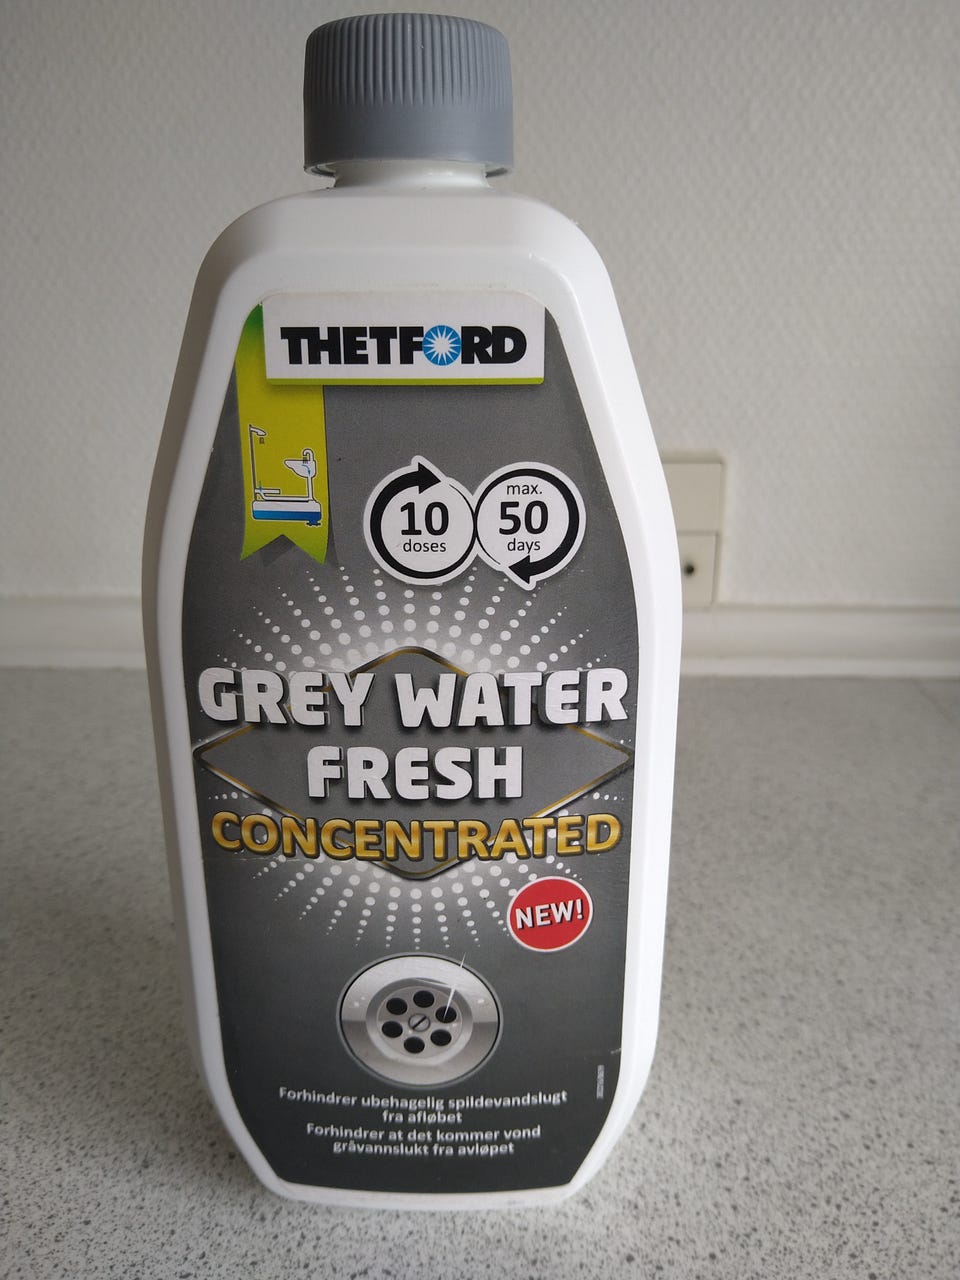 THETFORD
10
doses
max.
50
days
GREY WATER
FRESH
CONCENTRATED
NEW!
Forhindrer ubehagelig spildevandslugt
fra afløbet
Forhindrer at det kommer vond
gråvannslukt fra avløpet